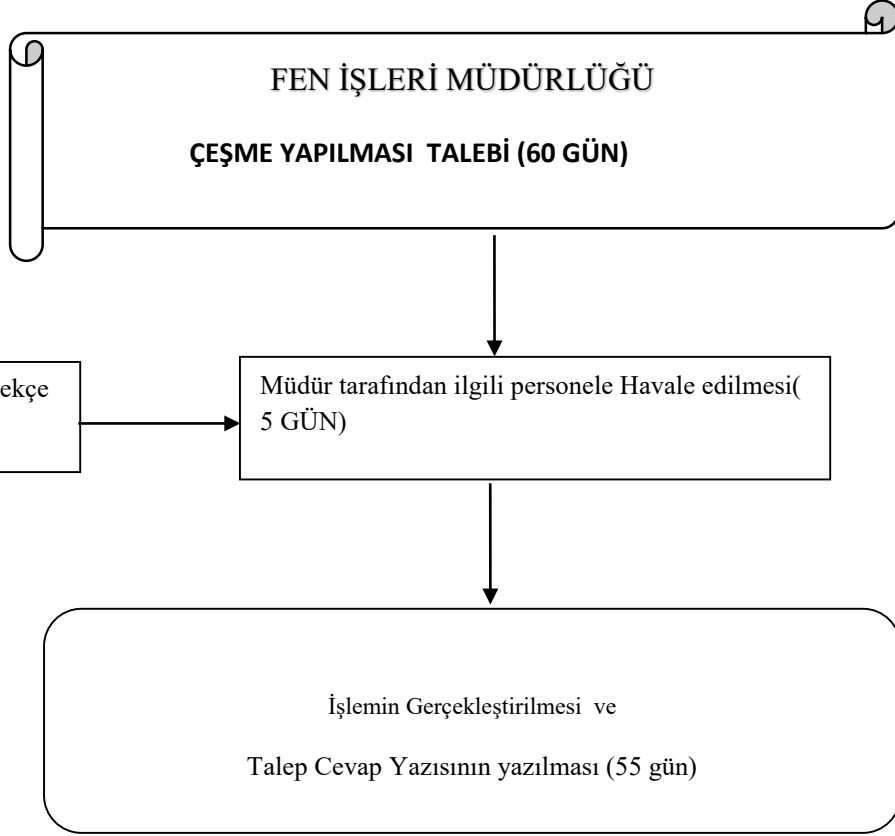 FEN İŞLERİ MÜDÜRLÜĞÜ
ÇEŞME YAPILMASI TALEBİ (60 GÜN)
Müdür tarafından ilgili personele Havale edilmesi(
5 GÜN)
İşlemin Gerçekleştirilmesi ve
Talep Cevap Yazısının yazılması (55 gün)